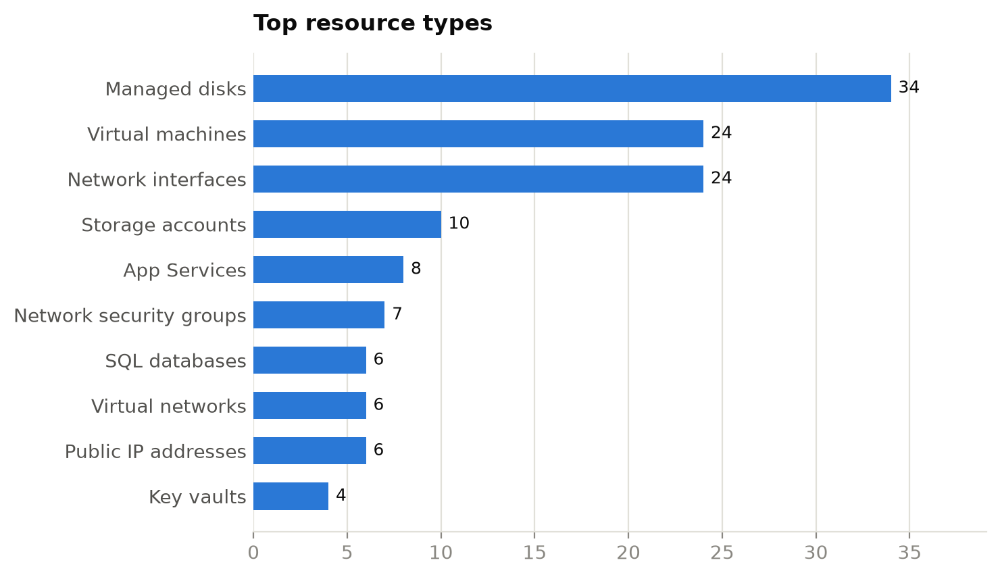 Top resource types
Managed disks 34
Virtual machines 24
Network interfaces 24
Storage accounts 10
App Services 8
Network security groups 7
SQL databases 6
Virtual networks 6
Public IP addresses 6
Key vaults 4
0 5 10 15 20 25 30 35